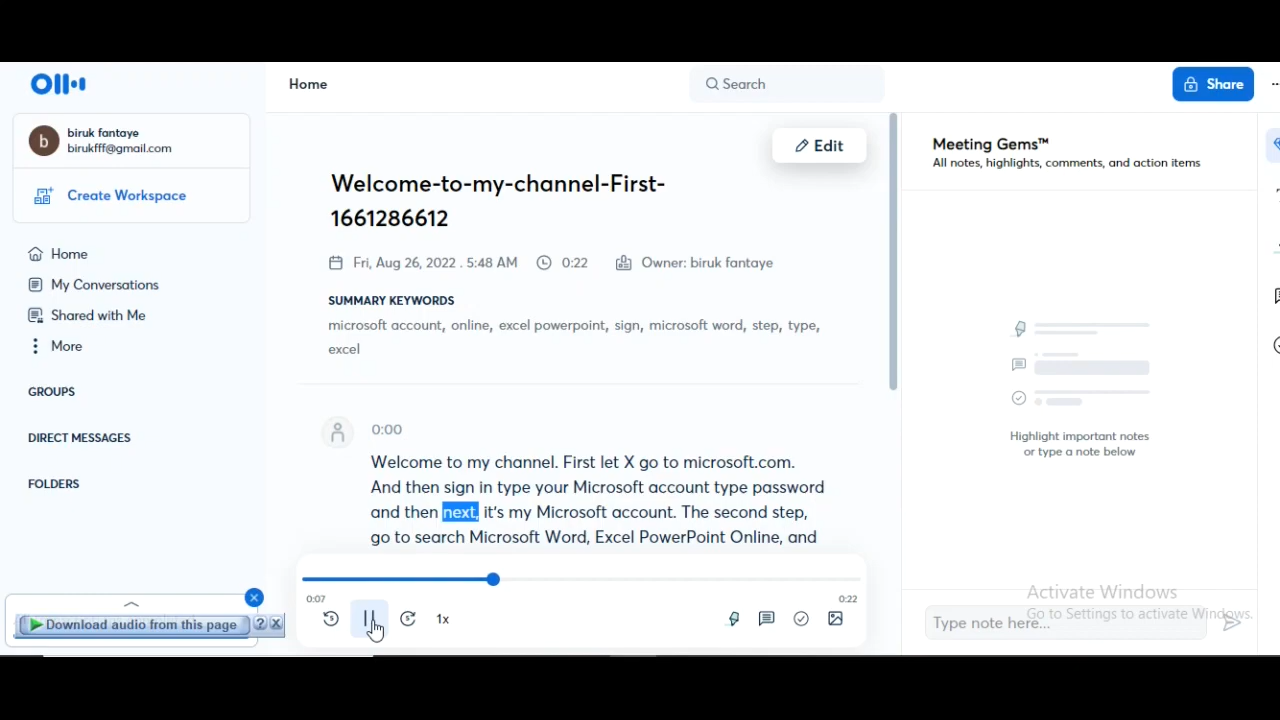 Home
Search
Share
b
biruk fantaye
birukfff@gmail.com
Create Workspace
Home
My Conversations
Shared with Me
More
GROUPS
DIRECT MESSAGES
FOLDERS
Download audio from this page
Edit
Welcome-to-my-channel-First-
1661286612
Fri, Aug 26, 2022 . 5:48 AM
0:22
Owner: biruk fantaye
SUMMARY KEYWORDS
microsoft account, online, excel powerpoint, sign, microsoft word, step, type,
excel
0:00
Welcome to my channel. First let X go to microsoft.com.
And then sign in type your Microsoft account type password
and then next, it's my Microsoft account. The second step,
go to search Microsoft Word, Excel PowerPoint Online, and
0:07
0:22
5
5
1x
Meeting Gems™
All notes, highlights, comments, and action items
Highlight important notes
or type a note below
Activate Windows
Go to Settings to activate Windows.
Type note here...